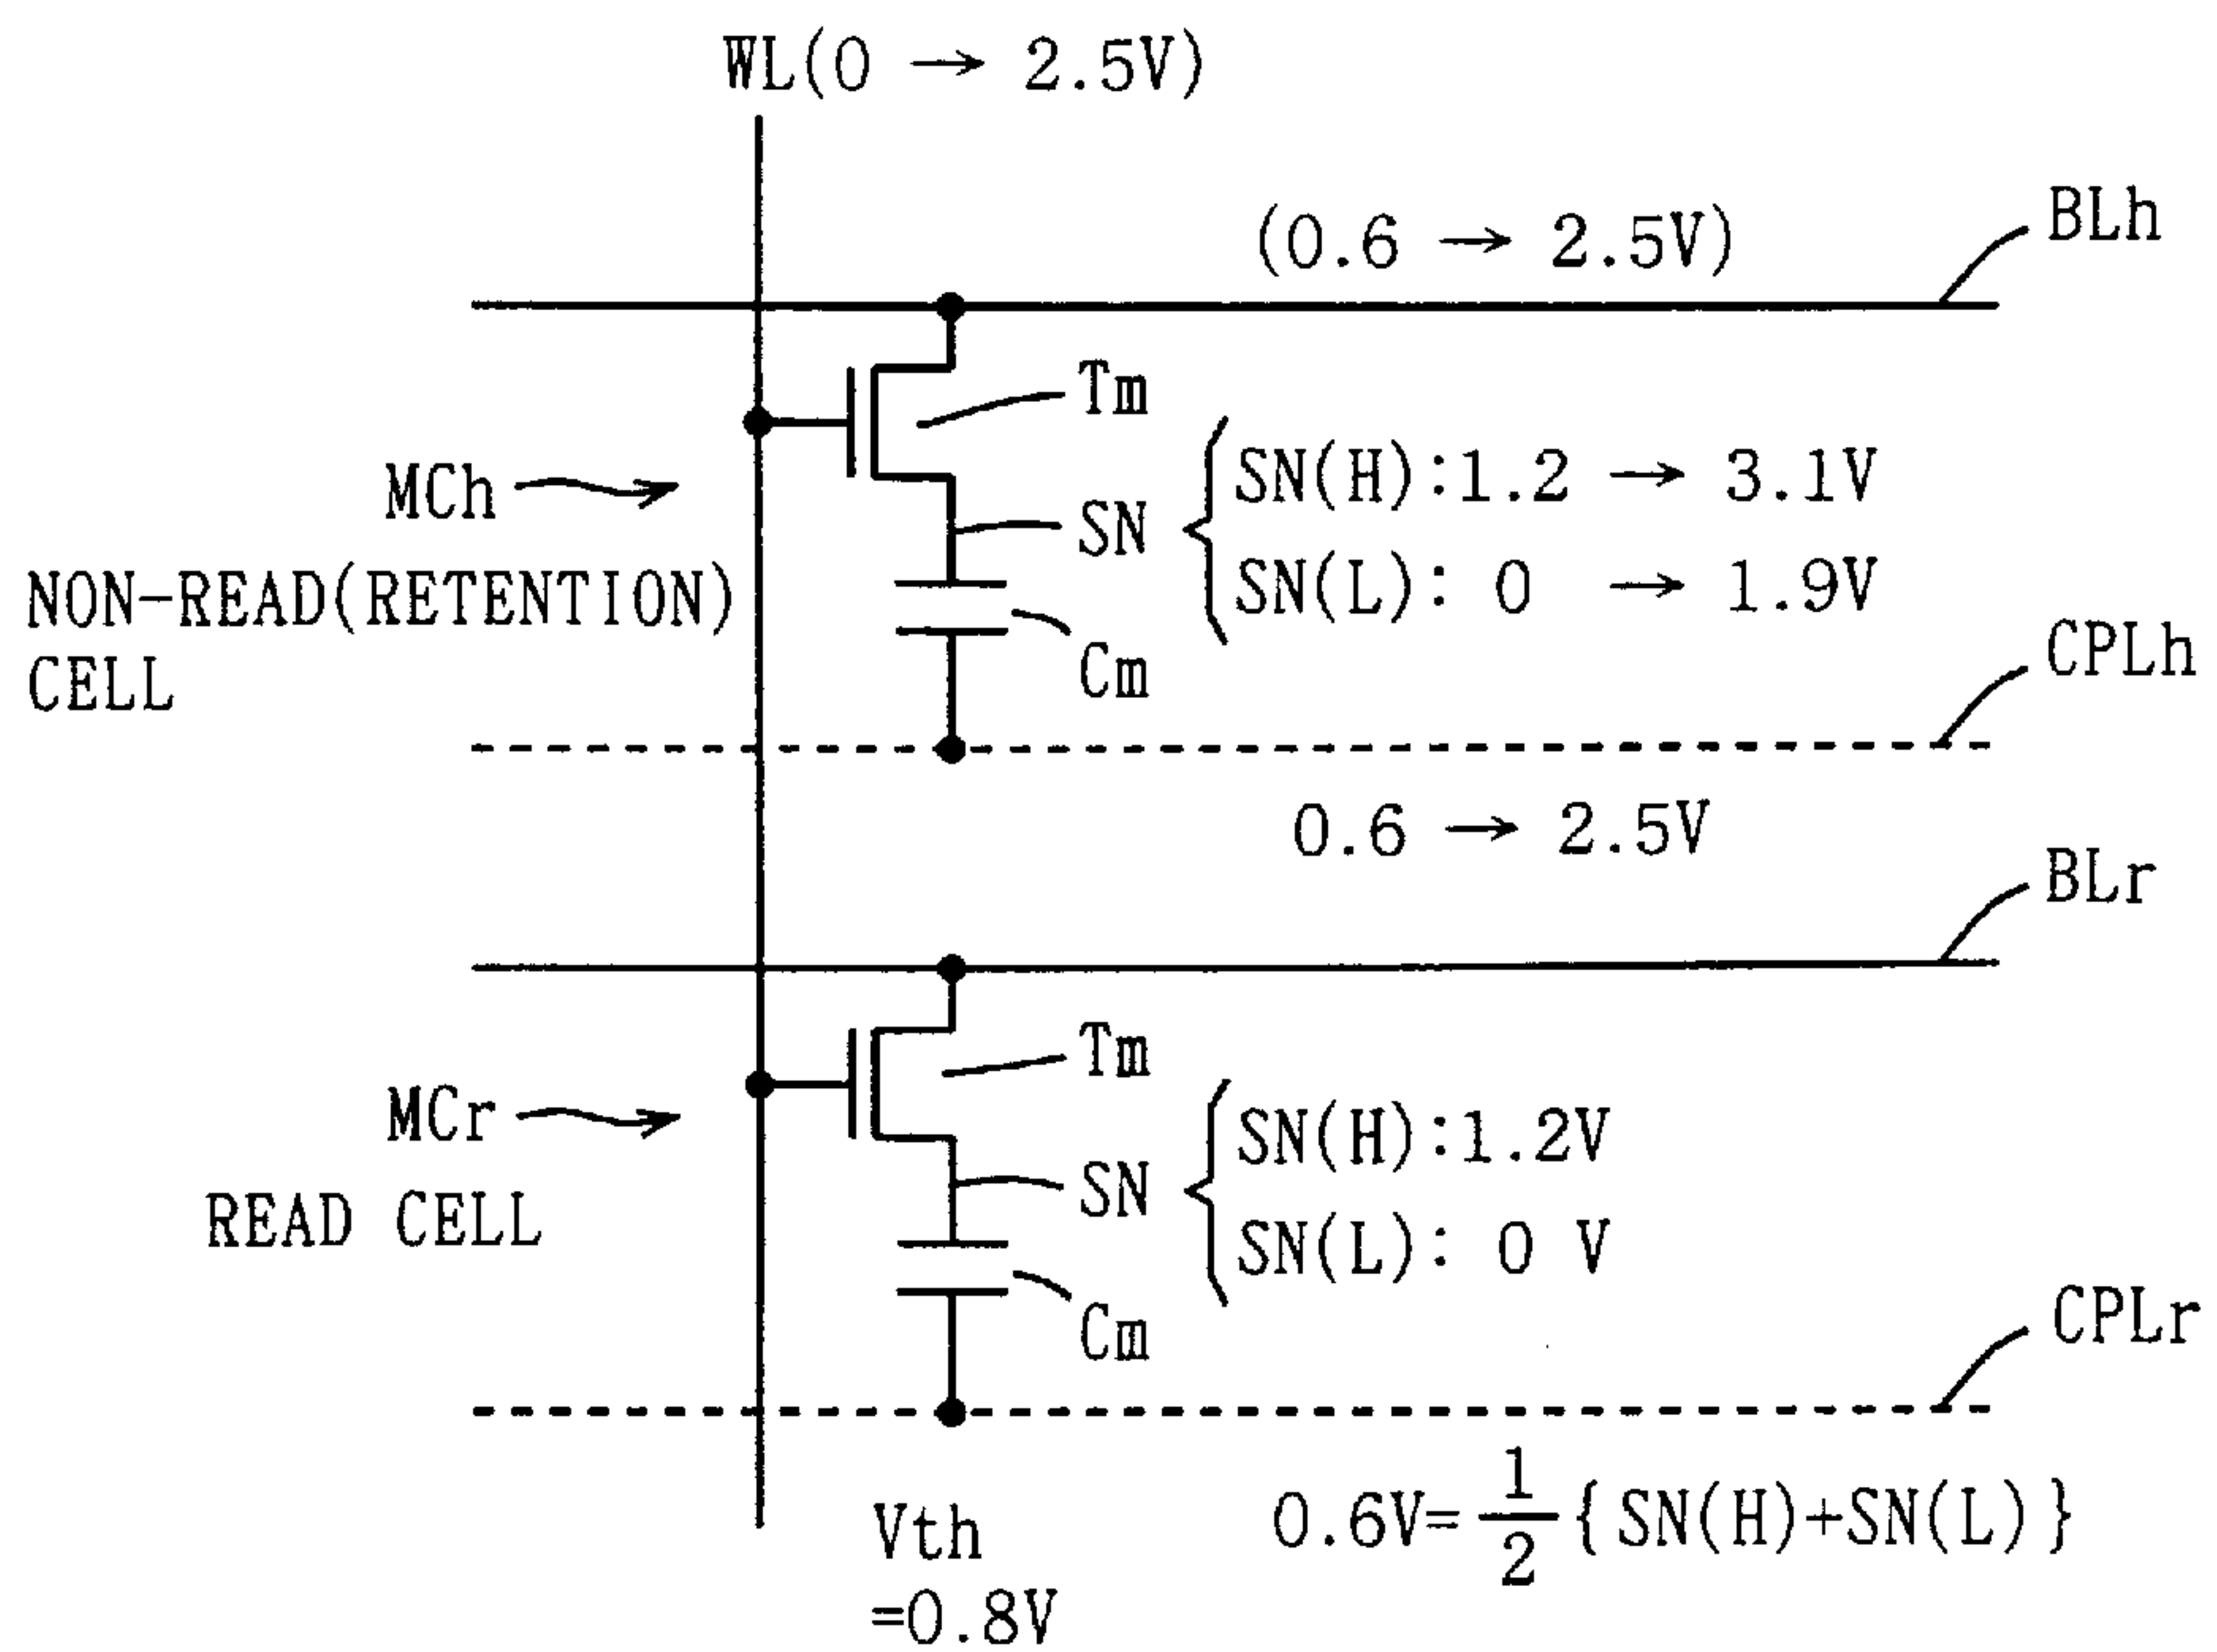 WL(0 → 2.5V)
(0.6 → 2.5V)
BLh
Tm
MCh
SN
SN(H):1.2 → 3.1V
SN(L): 0 → 1.9V
NON-READ(RETENTION)
CELL
Cm
CPLh
0.6 → 2.5V
BLr
Tm
MCr
SN
SN(H):1.2V
SN(L): 0 V
READ CELL
Cm
CPLr
Vth
=0.8V
0.6V= 1/2 { SN(H)+SN(L) }